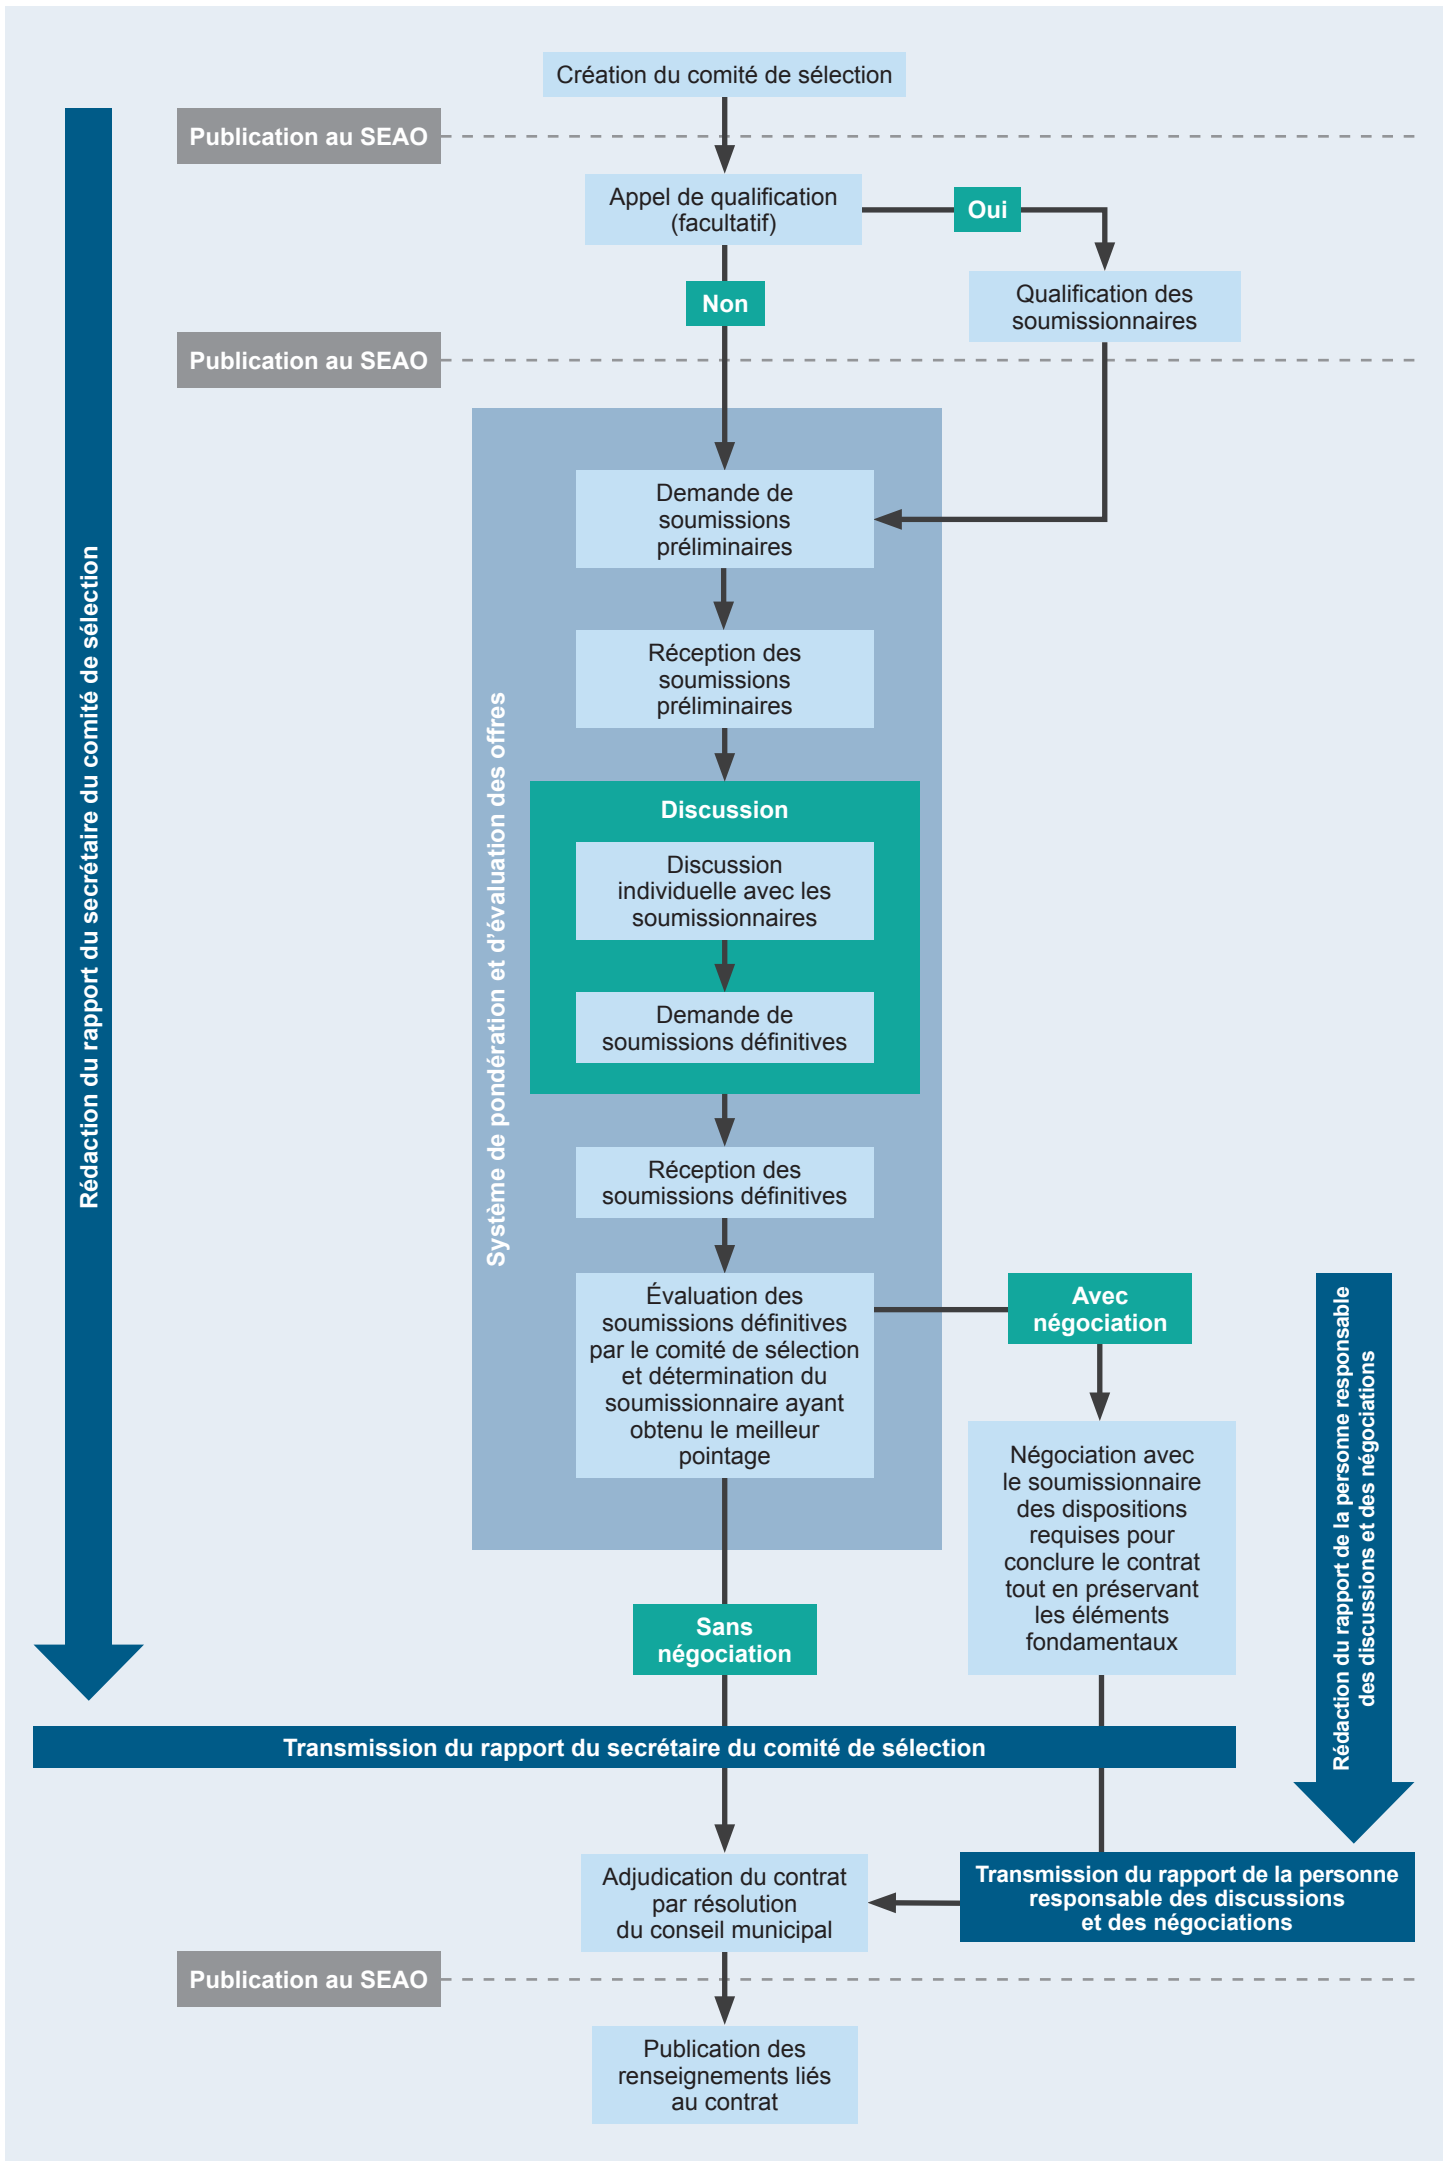 Création du comité de sélection
Publication au SEAO
Appel de qualification
(facultatif)
Oui
Non
Qualification des
soumissionnaires
Publication au SEAO
Demande de
soumissions
préliminaires
Réception des
soumissions
préliminaires
Discussion
Discussion
individuelle avec les
soumissionnaires
Demande de
soumissions définitives
Réception des
soumissions définitives
Évaluation des
soumissions définitives
par le comité de sélection
et détermination du
soumissionnaire ayant
obtenu le meilleur
pointage
Système de pondération et d'évaluation des offres
Rédaction du rapport du secrétaire du comité de sélection
Avec
négociation
Négociation avec
le soumissionnaire
des dispositions
requises pour
conclure le contrat
tout en préservant
les éléments
fondamentaux
Rédaction du rapport de la personne responsable
des discussions et des négociations
Sans
négociation
Transmission du rapport du secrétaire du comité de sélection
Adjudication du contrat
par résolution
du conseil municipal
Transmission du rapport de la personne
responsable des discussions
et des négociations
Publication au SEAO
Publication des
renseignements liés
au contrat